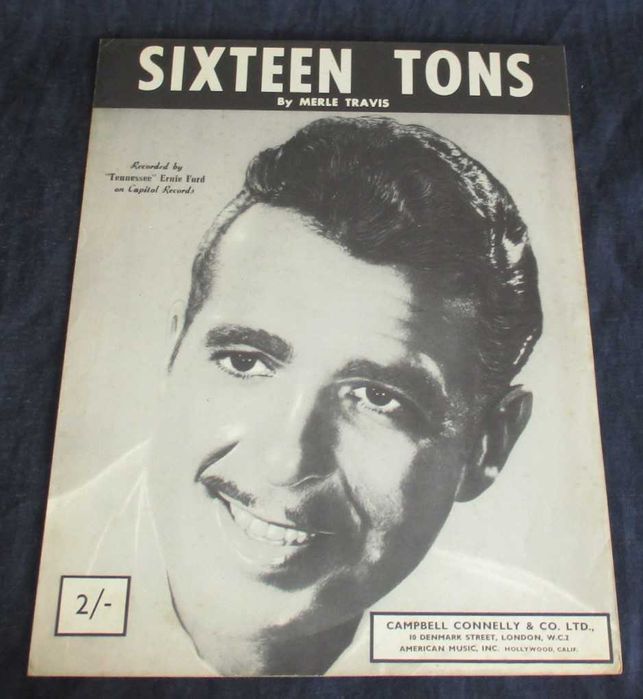 SIXTEEN TONS
By MERLE TRAVIS
Recorded by
"Tennessee" Ernie Ford
on Capitol Records
2/-
CAMPBELL CONNELLY & CO. LTD.,
10 DENMARK STREET, LONDON, W.C.2
AMERICAN MUSIC, INC. HOLLYWOOD, CALIF.